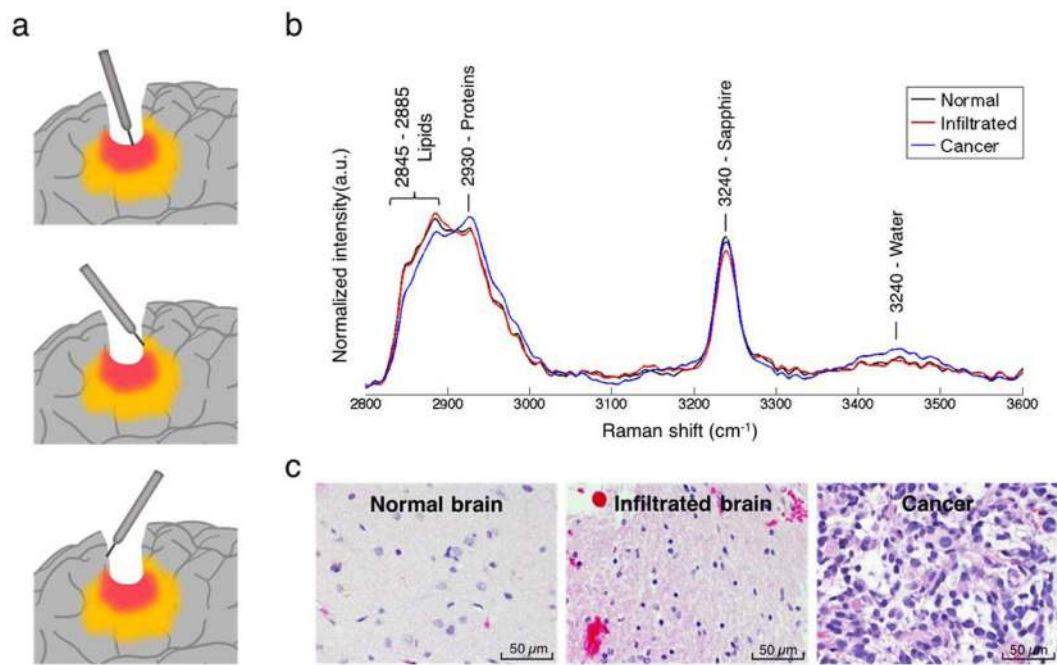 a
b
2845 - 2885
Lipids
2930 - Proteins
3240 - Sapphire
3240 - Water
Normal
Infiltrated
Cancer
Normalized intensity(a.u.)
2800 2900 3000 3100 3200 3300 3400 3500 3600
Raman shift (cm⁻¹)
c
Normal brain
50 µm
Infiltrated brain
50 µm
Cancer
50 µm